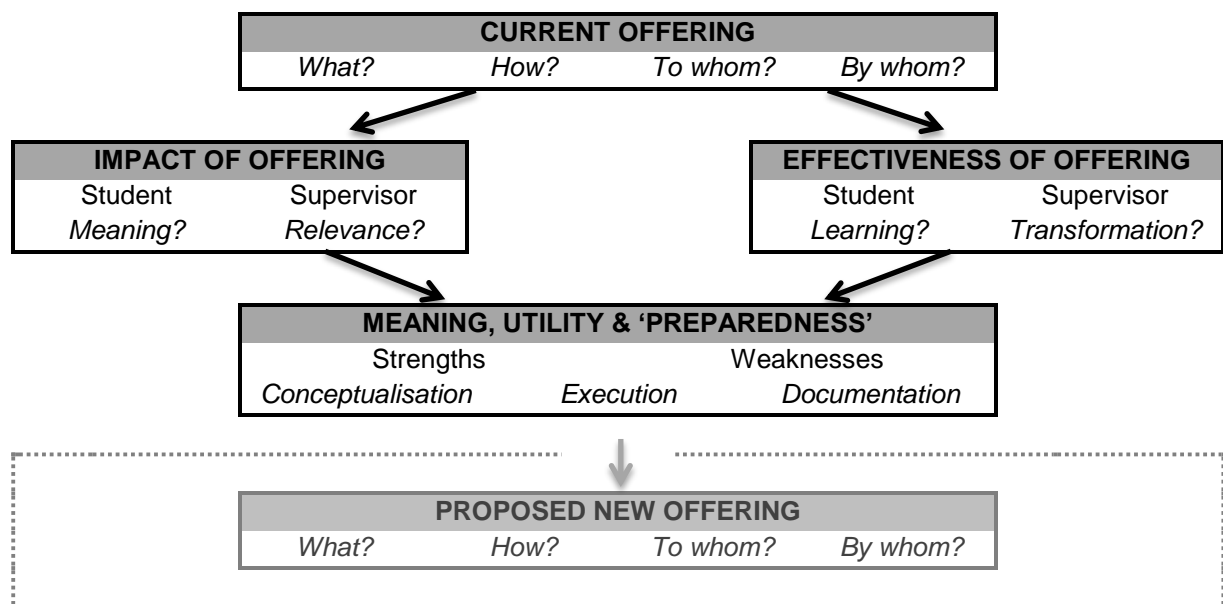 CURRENT OFFERING
What? How? To whom? By whom?
IMPACT OF OFFERING
Student Supervisor
Meaning? Relevance?
EFFECTIVENESS OF OFFERING
Student Supervisor
Learning? Transformation?
MEANING, UTILITY & ‘PREPAREDNESS’
Strengths Weaknesses
Conceptualisation Execution Documentation
PROPOSED NEW OFFERING
What? How? To whom? By whom?